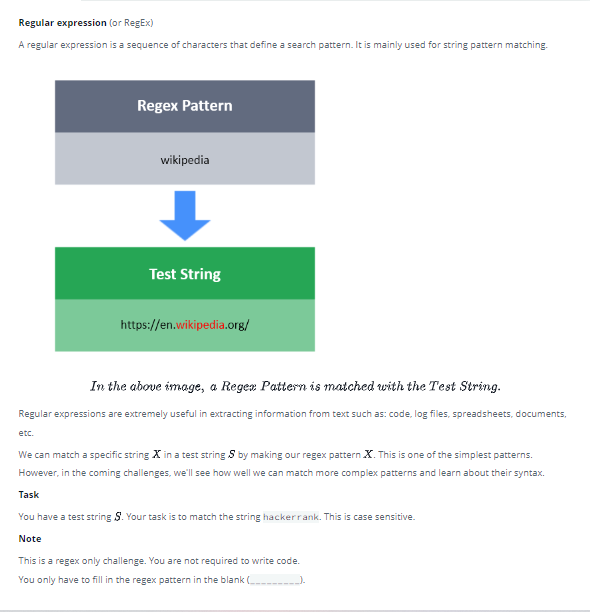 Regular expression (or RegEx)
A regular expression is a sequence of characters that define a search pattern. It is mainly used for string pattern matching.
Regex Pattern
wikipedia
Test String
https://en.wikipedia.org/
In the above image, a Regex Pattern is matched with the Test String.
Regular expressions are extremely useful in extracting information from text such as: code, log files, spreadsheets, documents,
etc.
We can match a specific string X in a test string S by making our regex pattern X. This is one of the simplest patterns.
However, in the coming challenges, we'll see how well we can match more complex patterns and learn about their syntax.
Task
You have a test string S. Your task is to match the string hackerrank. This is case sensitive.
Note
This is a regex only challenge. You are not required to write code.
You only have to fill in the regex pattern in the blank (_________).